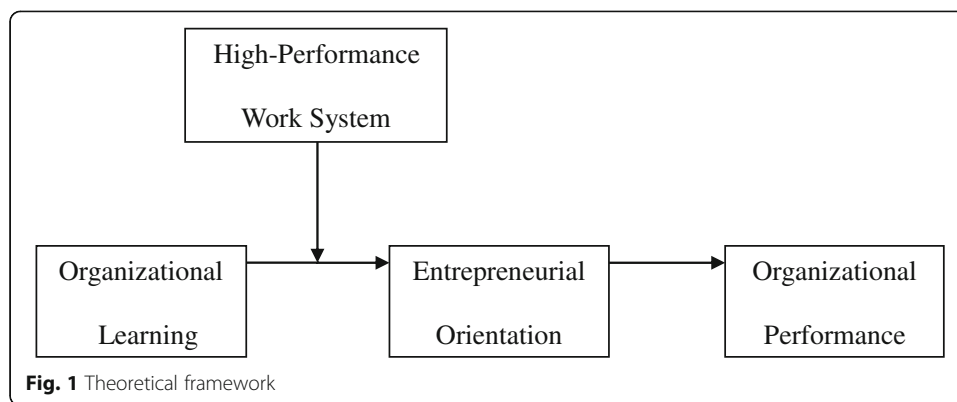 High-Performance
Work System
Organizational
Learning
Entrepreneurial
Orientation
Organizational
Performance
Fig. 1 Theoretical framework